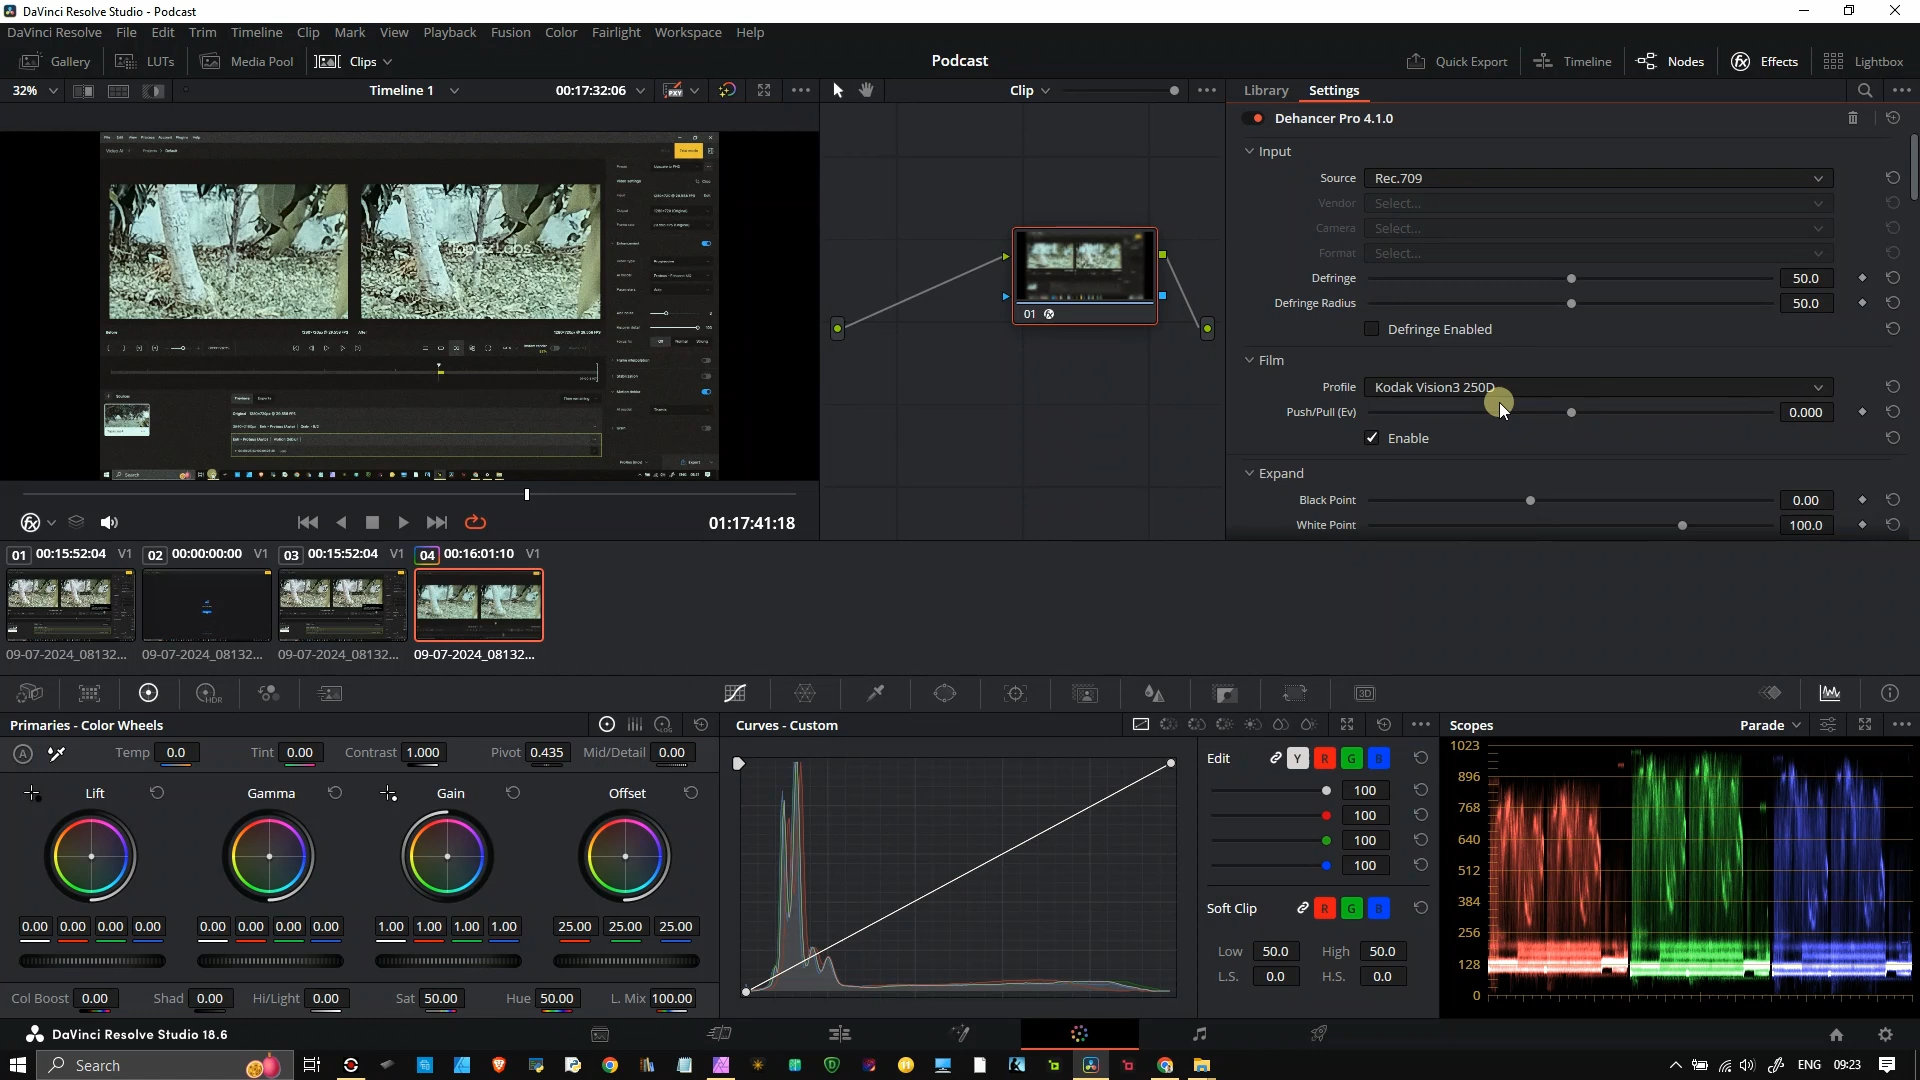 DaVinci Resolve Studio - Podcast
DaVinci Resolve File Edit Trim Timeline Clip Mark View Playback Fusion Color Fairlight Workspace Help
Gallery LUTs Media Pool Clips Podcast Quick Export Timeline Nodes Effects Lightbox
32% Timeline 1 00:17:32:06 Clip Library Settings
Dehancer Pro 4.1.0
Input
Source Rec.709
Vendor Select...
Camera Select...
Format Select...
Defringe 50.0
Defringe Radius 50.0
Defringe Enabled
Film
Profile Kodak Vision3 250D
Push/Pull (Ev) 0.000
Enable
Expand
Black Point 0.00
White Point 100.0
Topaz Labs
01
01:17:41:18
01 00:15:52:04 V1 02 00:00:00:00 V1 03 00:15:52:04 V1 04 00:16:01:10 V1
09-07-2024_08132... 09-07-2024_08132... 09-07-2024_08132... 09-07-2024_08132...
HDR 3D
Primaries - Color Wheels LOG
Temp 0.0 Tint 0.00 Contrast 1.000 Pivot 0.435 Mid/Detail 0.00
Lift Gamma Gain Offset
0.00 0.00 0.00 0.00 0.00 0.00 0.00 0.00 1.00 1.00 1.00 1.00 25.00 25.00 25.00
Col Boost 0.00 Shad 0.00 Hi/Light 0.00 Sat 50.00 Hue 50.00 L. Mix 100.00
Curves - Custom
Edit Y R G B
100
100
100
100
Soft Clip R G B
Low 50.0 High 50.0
L.S. 0.0 H.S. 0.0
Scopes Parade
1023
896
768
640
512
384
256
128
0
DaVinci Resolve Studio 18.6
Search ENG 09:23